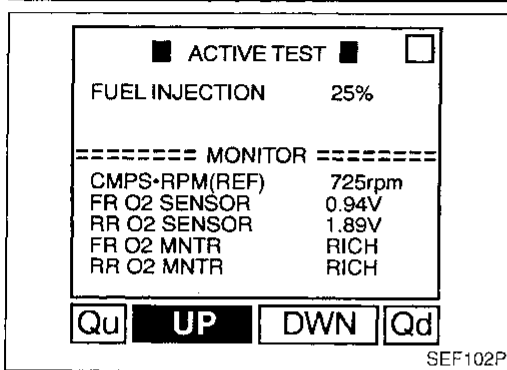 ■ ACTIVE TEST ■
FUEL INJECTION 25%
======== MONITOR ========
CMPS•RPM(REF) 725rpm
FR O2 SENSOR 0.94V
RR O2 SENSOR 1.89V
FR O2 MNTR RICH
RR O2 MNTR RICH
Qu UP DWN Qd
SEF102P